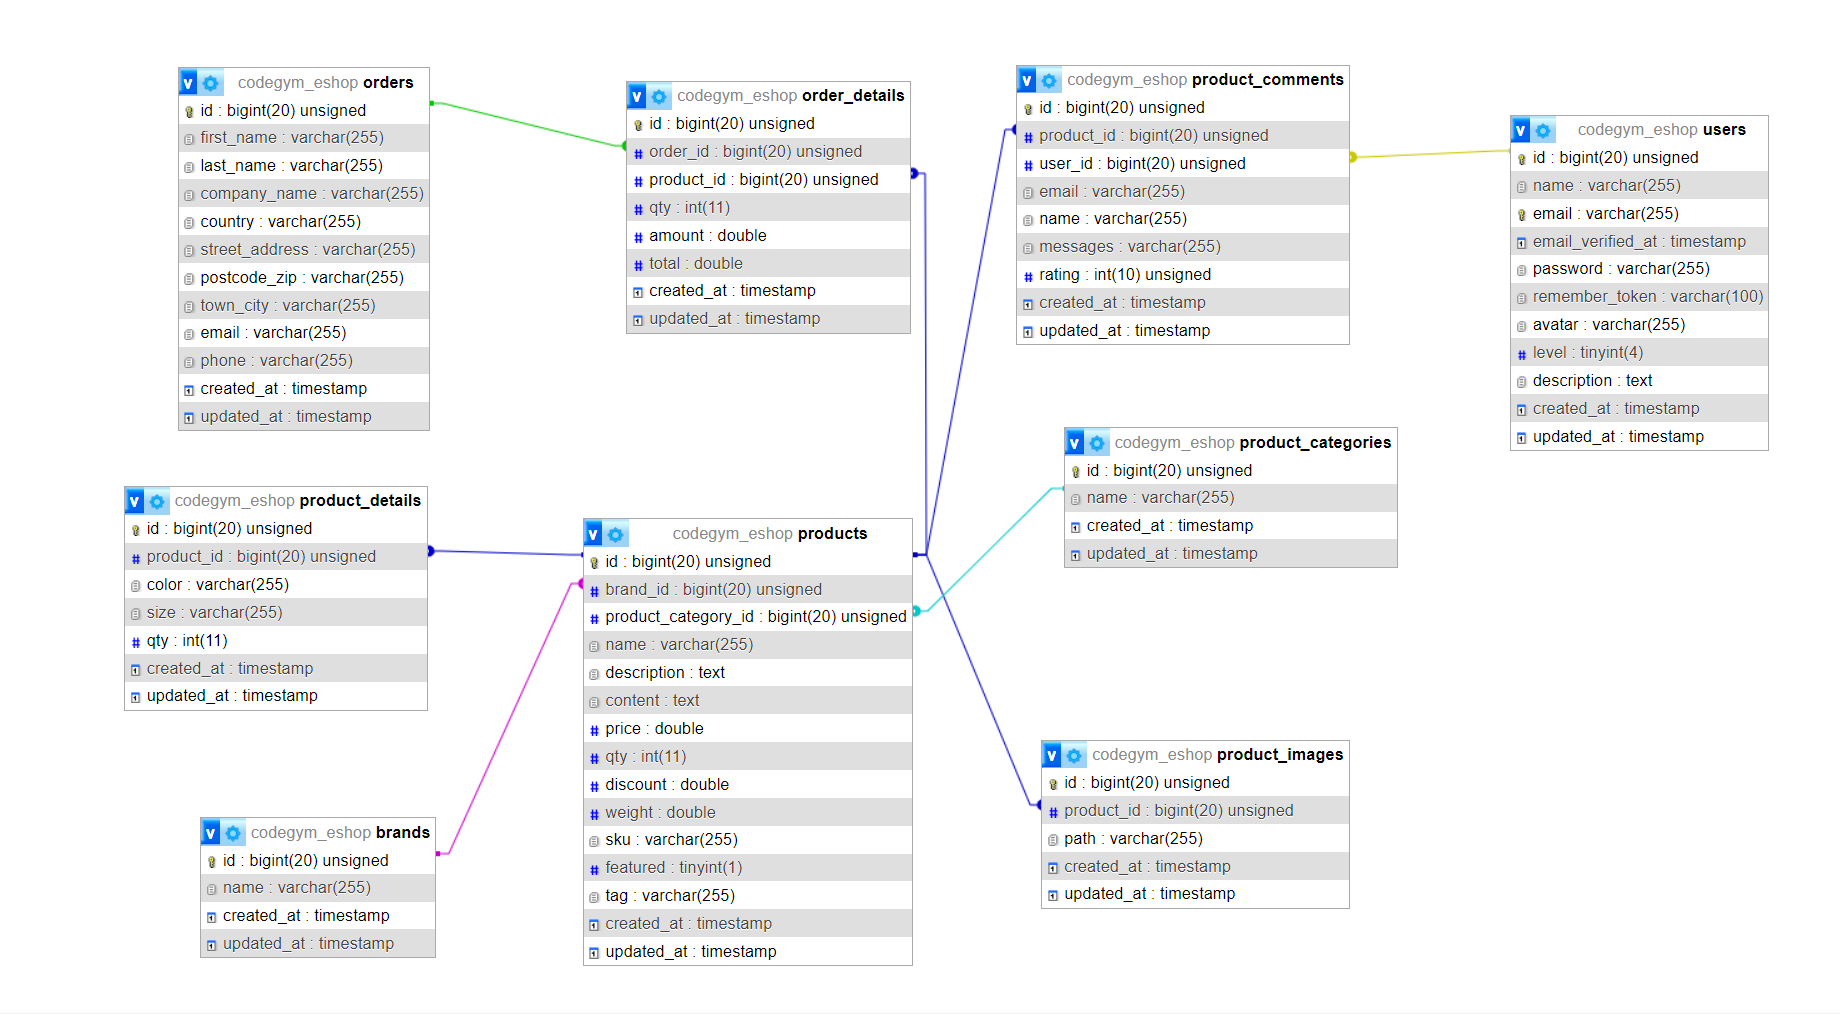 v codegym_eshop orders
id : bigint(20) unsigned
first_name : varchar(255)
last_name : varchar(255)
company_name : varchar(255)
country : varchar(255)
street_address : varchar(255)
postcode_zip : varchar(255)
town_city : varchar(255)
email : varchar(255)
phone : varchar(255)
created_at : timestamp
updated_at : timestamp
v codegym_eshop order_details
id : bigint(20) unsigned
# order_id : bigint(20) unsigned
# product_id : bigint(20) unsigned
# qty : int(11)
# amount : double
# total : double
created_at : timestamp
updated_at : timestamp
v codegym_eshop product_comments
id : bigint(20) unsigned
# product_id : bigint(20) unsigned
# user_id : bigint(20) unsigned
email : varchar(255)
name : varchar(255)
messages : varchar(255)
# rating : int(10) unsigned
created_at : timestamp
updated_at : timestamp
v codegym_eshop users
id : bigint(20) unsigned
name : varchar(255)
email : varchar(255)
email_verified_at : timestamp
password : varchar(255)
remember_token : varchar(100)
avatar : varchar(255)
# level : tinyint(4)
description : text
created_at : timestamp
updated_at : timestamp
v codegym_eshop product_categories
id : bigint(20) unsigned
name : varchar(255)
created_at : timestamp
updated_at : timestamp
v codegym_eshop product_details
id : bigint(20) unsigned
# product_id : bigint(20) unsigned
color : varchar(255)
size : varchar(255)
# qty : int(11)
created_at : timestamp
updated_at : timestamp
v codegym_eshop products
id : bigint(20) unsigned
# brand_id : bigint(20) unsigned
# product_category_id : bigint(20) unsigned
name : varchar(255)
description : text
content : text
# price : double
# qty : int(11)
# discount : double
# weight : double
sku : varchar(255)
# featured : tinyint(1)
tag : varchar(255)
created_at : timestamp
updated_at : timestamp
v codegym_eshop product_images
id : bigint(20) unsigned
# product_id : bigint(20) unsigned
path : varchar(255)
created_at : timestamp
updated_at : timestamp
v codegym_eshop brands
id : bigint(20) unsigned
name : varchar(255)
created_at : timestamp
updated_at : timestamp